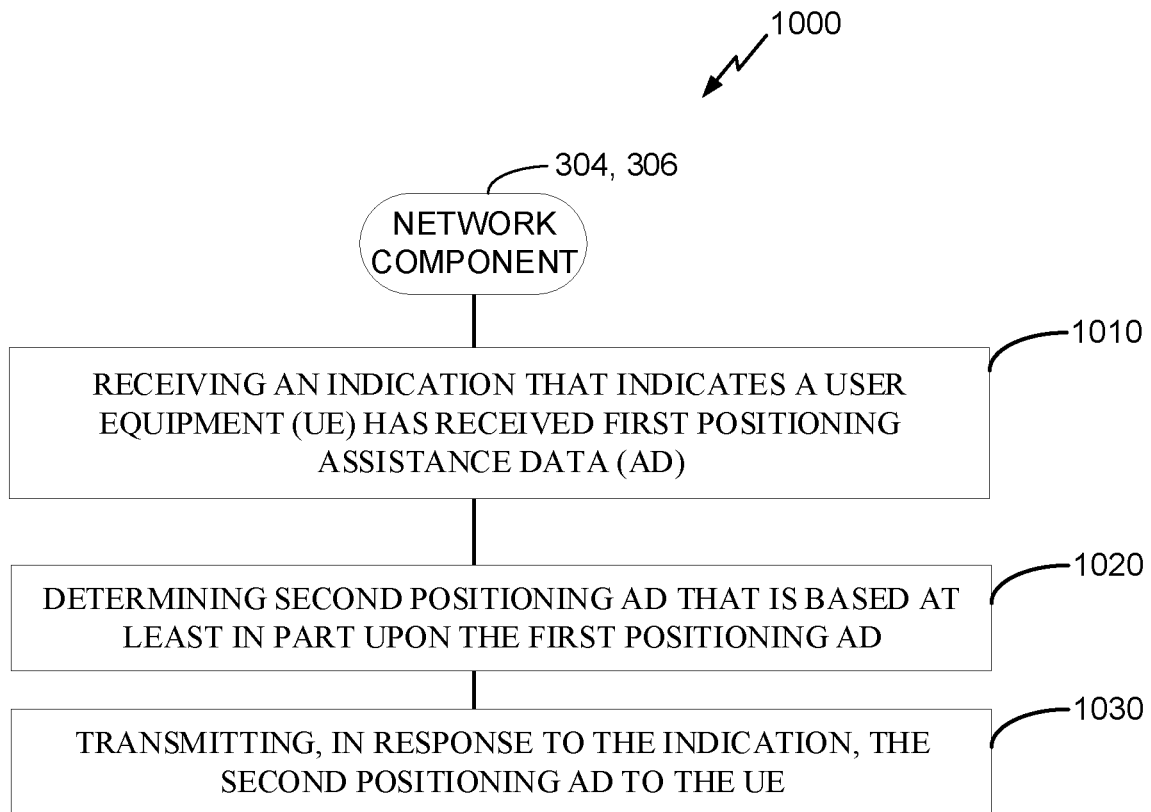 1000
304, 306
NETWORK
COMPONENT
1010
RECEIVING AN INDICATION THAT INDICATES A USER
EQUIPMENT (UE) HAS RECEIVED FIRST POSITIONING
ASSISTANCE DATA (AD)
1020
DETERMINING SECOND POSITIONING AD THAT IS BASED AT
LEAST IN PART UPON THE FIRST POSITIONING AD
1030
TRANSMITTING, IN RESPONSE TO THE INDICATION, THE
SECOND POSITIONING AD TO THE UE